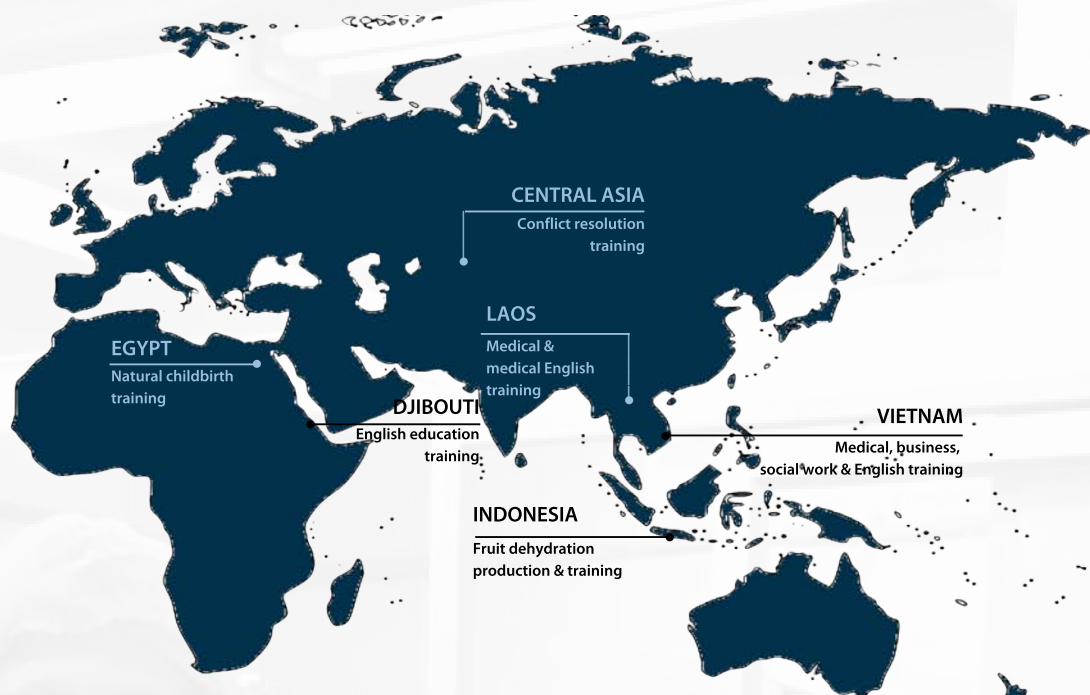 CENTRAL ASIA
Conflict resolution
training
LAOS
Medical &
medical English
training
EGYPT
Natural childbirth
training
DJIBOUTI
English education
training
VIETNAM
Medical, business,
social work & English training
INDONESIA
Fruit dehydration
production & training